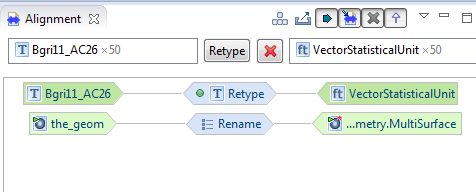 Alignment
Bgri11_AC26 ×50 Retype VectorStatisticalUnit ×50
Bgri11_AC26 Retype VectorStatisticalUnit
the_geom Rename ...metry.MultiSurface